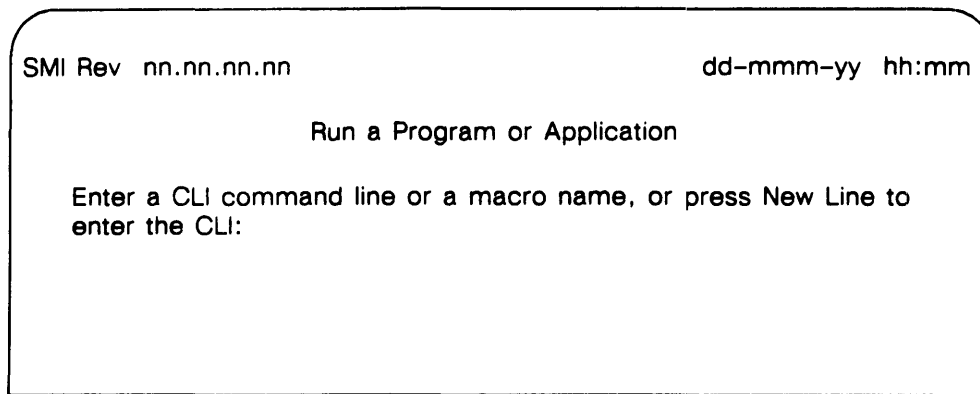 SMI Rev nn.nn.nn.nn dd-mmm-yy hh:mm
Run a Program or Application
Enter a CLI command line or a macro name, or press New Line to
enter the CLI: